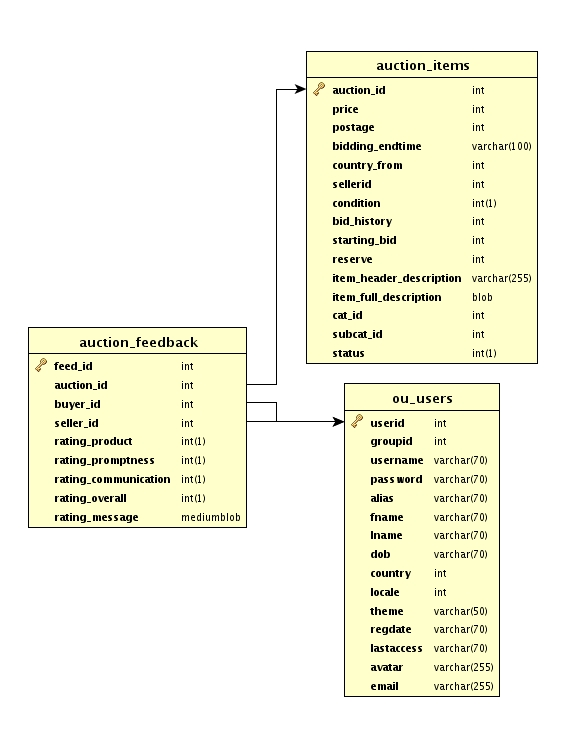 auction_items
auction_id int
price int
postage int
bidding_endtime varchar(100)
country_from int
sellerid int
condition int(1)
bid_history int
starting_bid int
reserve int
item_header_description varchar(255)
item_full_description blob
cat_id int
subcat_id int
status int(1)
auction_feedback
feed_id int
auction_id int
buyer_id int
seller_id int
rating_product int(1)
rating_promptness int(1)
rating_communication int(1)
rating_overall int(1)
rating_message mediumblob
ou_users
userid int
groupid int
username varchar(70)
password varchar(70)
alias varchar(70)
fname varchar(70)
lname varchar(70)
dob varchar(70)
country int
locale int
theme varchar(50)
regdate varchar(70)
lastaccess varchar(70)
avatar varchar(255)
email varchar(255)